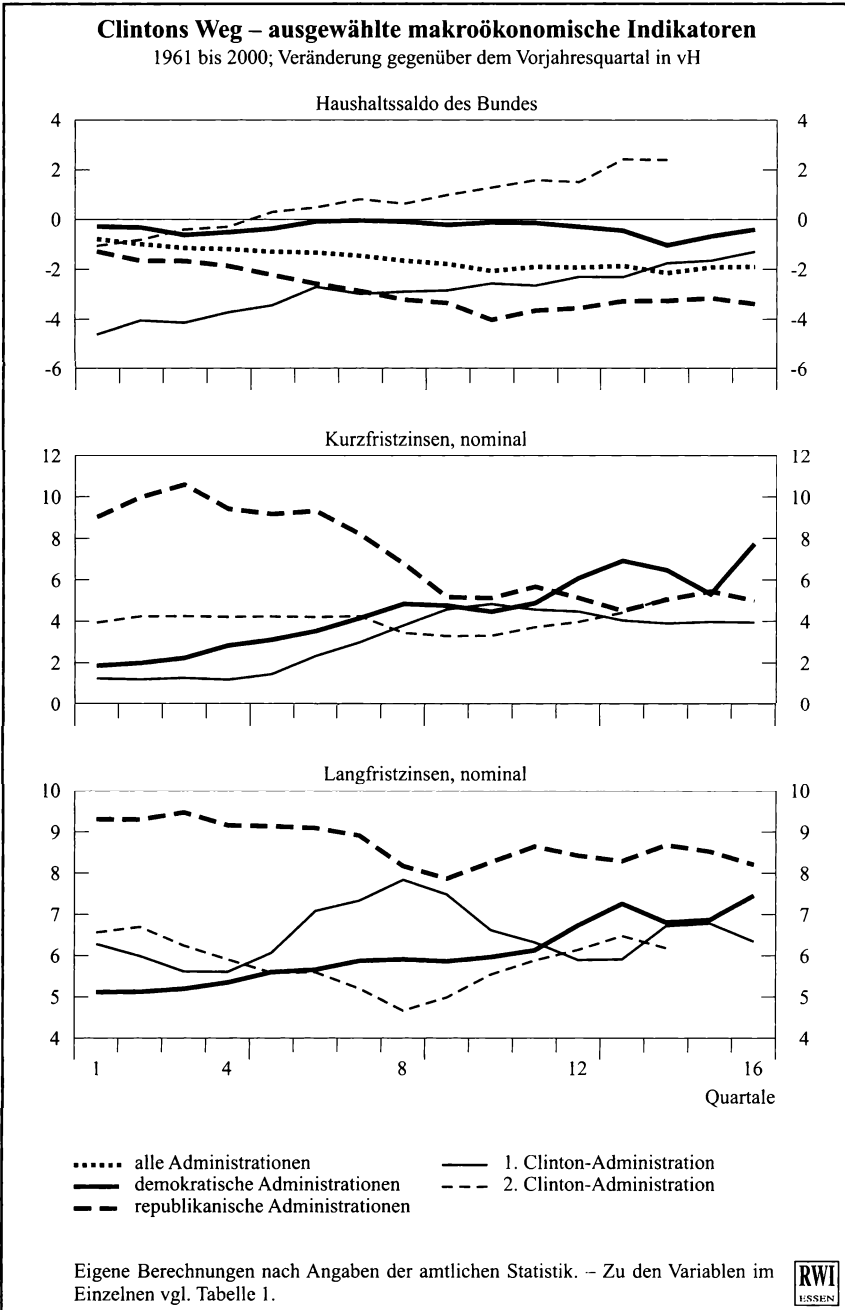 Clintons Weg – ausgewählte makroökonomische Indikatoren
1961 bis 2000; Veränderung gegenüber dem Vorjahresquartal in vH
Haushaltssaldo des Bundes
4 4
2 2
0 0
-2 -2
-4 -4
-6 -6
Kurzfristzinsen, nominal
12 12
10 10
8 8
6 6
4 4
2 2
0 0
Langfristzinsen, nominal
10 10
9 9
8 8
7 7
6 6
5 5
4 4
1 4 8 12 16
Quartale
alle Administrationen
demokratische Administrationen
republikanische Administrationen
1. Clinton-Administration
2. Clinton-Administration
Eigene Berechnungen nach Angaben der amtlichen Statistik. – Zu den Variablen im
Einzelnen vgl. Tabelle 1.
RWI
ESSEN